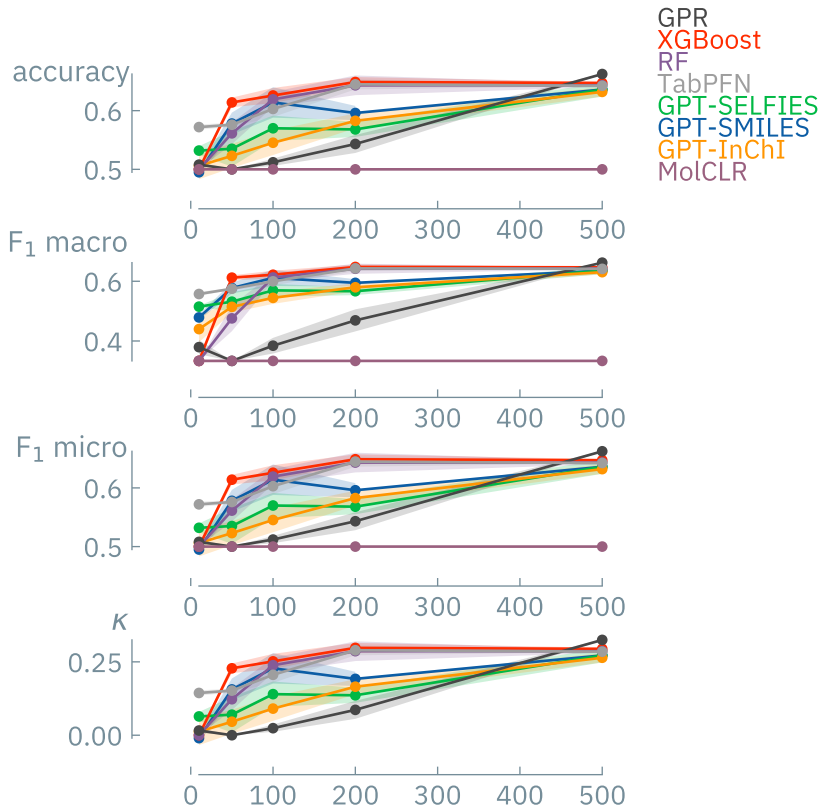 GPR
XGBoost
RF
TabPFN
GPT-SELFIES
GPT-SMILES
GPT-InChI
MolCLR
accuracy
0.6
0.5
0 100 200 300 400 500
F₁ macro
0.6
0.4
0 100 200 300 400 500
F₁ micro
0.6
0.5
0 100 200 300 400 500
κ
0.25
0.00
0 100 200 300 400 500